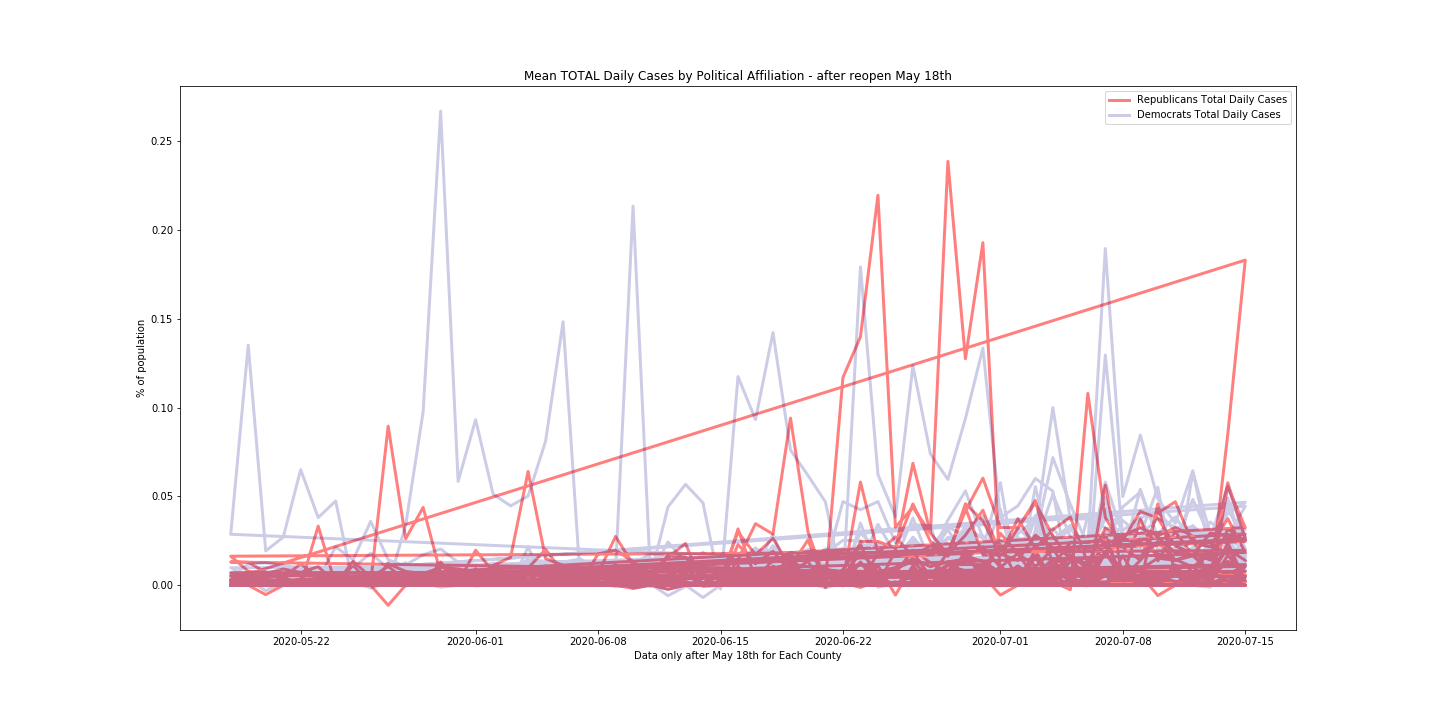 Mean TOTAL Daily Cases by Political Affiliation - after reopen May 18th
Republicans Total Daily Cases
Democrats Total Daily Cases
% of population
0.25
0.20
0.15
0.10
0.05
0.00
2020-05-22
2020-06-01
2020-06-08
2020-06-15
2020-06-22
2020-07-01
2020-07-08
2020-07-15
Data only after May 18th for Each County